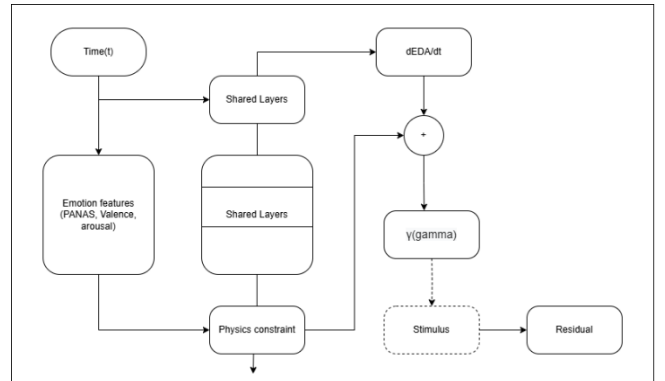 Time(t)
dEDA/dt
Shared Layers
+
Emotion features
(PANAS, Valence,
arousal)
Shared Layers
γ(gamma)
Physics constraint
Stimulus
Residual